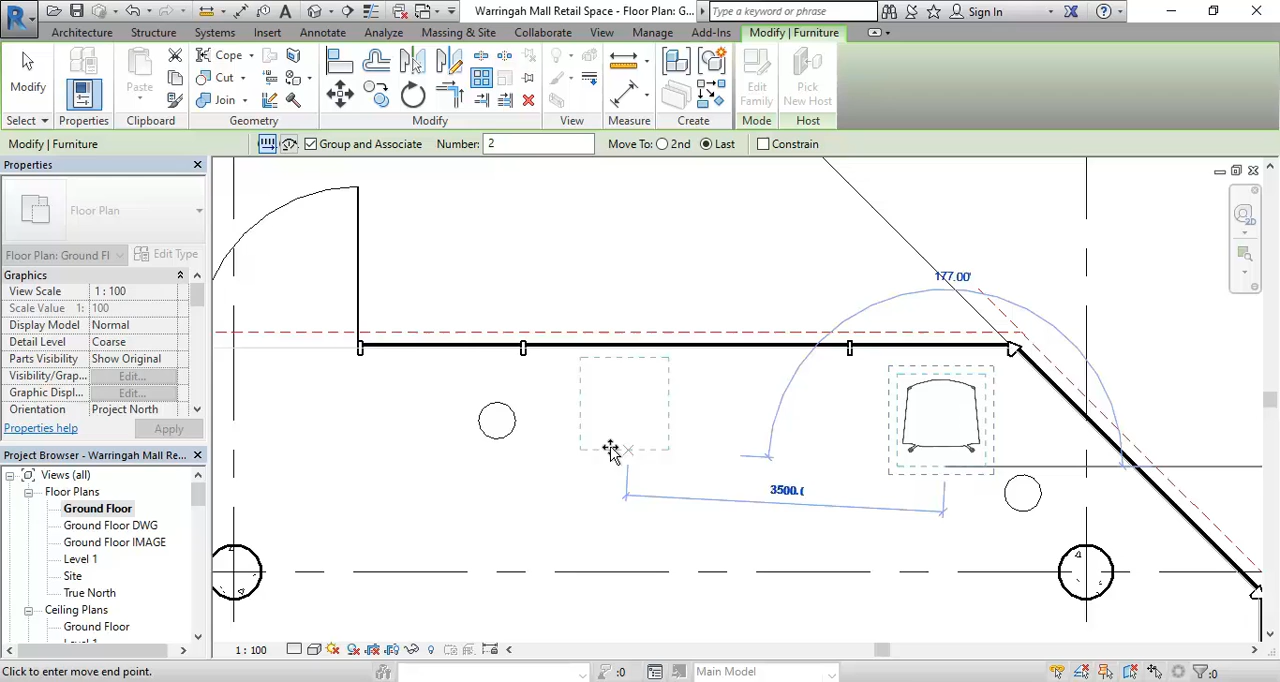 Warringah Mall Retail Space - Floor Plan: G...
Type a keyword or phrase
Sign In
Architecture
Structure
Systems
Insert
Annotate
Analyze
Massing & Site
Collaborate
View
Manage
Add-Ins
Modify | Furniture
Modify
Paste
Cope
Cut
Join
Edit
Family
Pick
New Host
Select
Properties
Clipboard
Geometry
Modify
View
Measure
Create
Mode
Host
Modify | Furniture
Group and Associate
Number:
2
Move To:
2nd
Last
Constrain
Properties
Floor Plan
Floor Plan: Ground Fl
Edit Type
Graphics
View Scale
1 : 100
Scale Value 1:
100
Display Model
Normal
Detail Level
Coarse
Parts Visibility
Show Original
Visibility/Grap...
Edit...
Graphic Displ...
Edit...
Orientation
Project North
Properties help
Apply
Project Browser - Warringah Mall Re...
Views (all)
Floor Plans
Ground Floor
Ground Floor DWG
Ground Floor IMAGE
Level 1
Site
True North
Ceiling Plans
Ground Floor
2D
177.00°
3500.(
1 : 100
Click to enter move end point.
:0
Main Model
:0